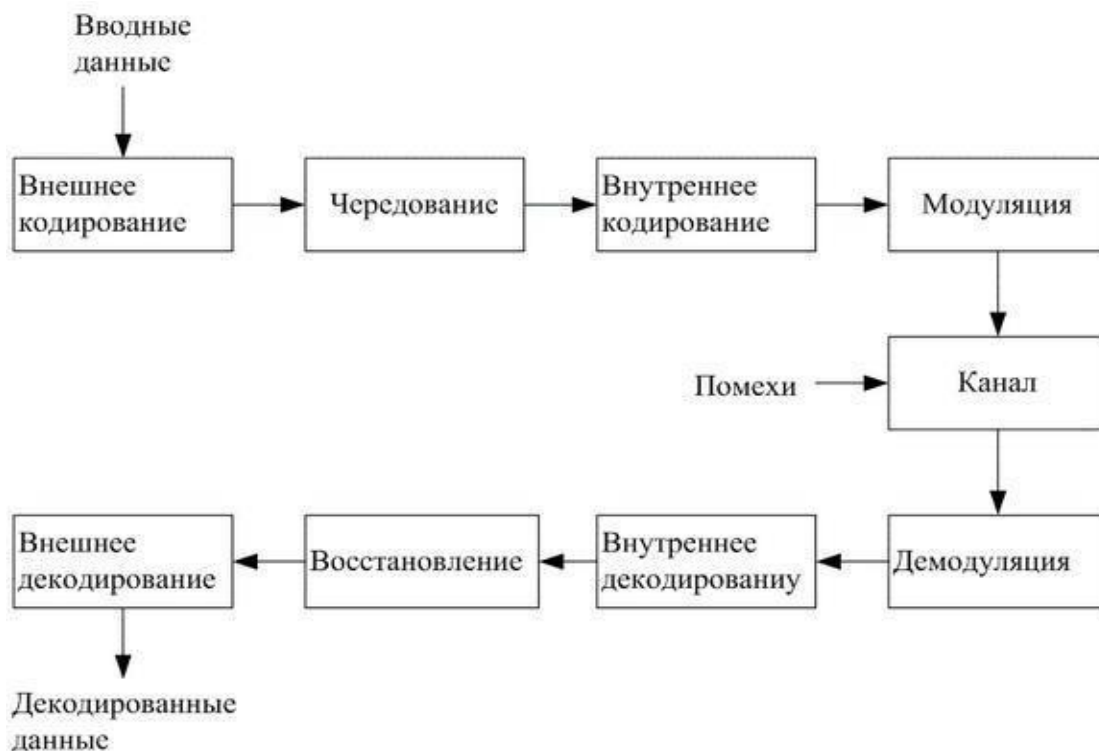 Вводные
данные
Внешнее
кодирование
Чередование
Внутреннее
кодирование
Модуляция
Помехи
Канал
Внешнее
декодирование
Восстановление
Внутреннее
декодированиу
Демодуляция
Декодированные
данные